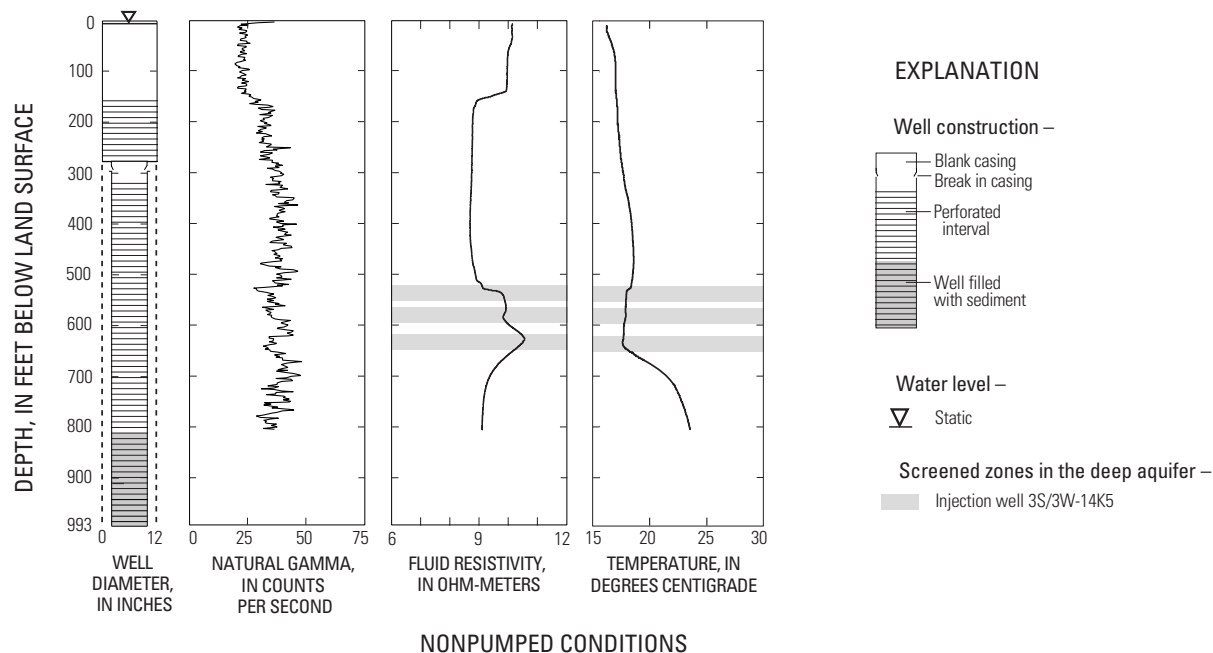 DEPTH, IN FEET BELOW LAND SURFACE
0
100
200
300
400
500
600
700
800
900
993
0 12
WELL
DIAMETER,
IN INCHES
0 25 50 75
NATURAL GAMMA,
IN COUNTS
PER SECOND
6 9 12
FLUID RESISTIVITY,
IN OHM-METERS
15 20 25 30
TEMPERATURE, IN
DEGREES CENTIGRADE
NONPUMPED CONDITIONS
EXPLANATION
Well construction –
Blank casing
Break in casing
Perforated
interval
Well filled
with sediment
Water level –
Static
Screened zones in the deep aquifer –
Injection well 3S/3W-14K5